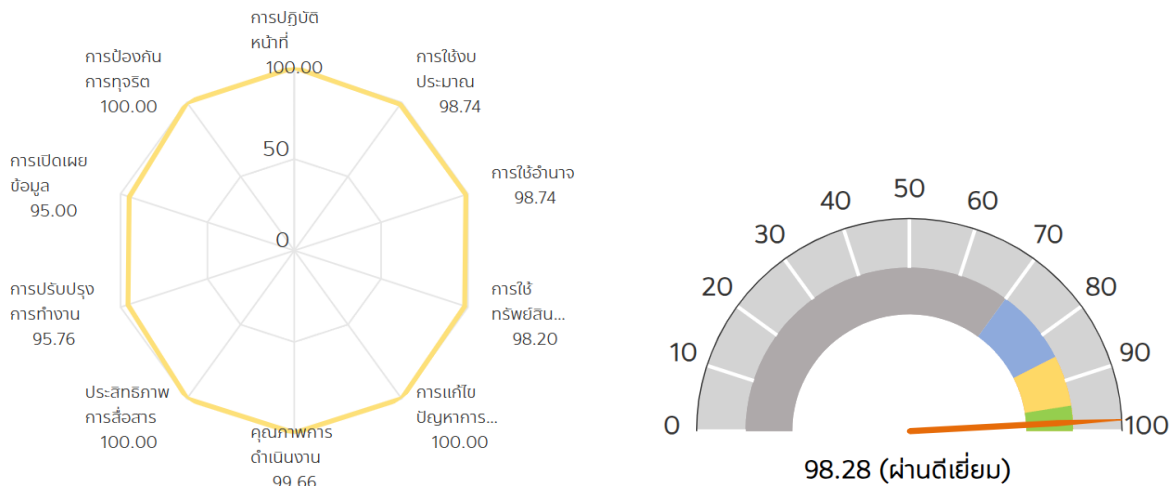 การปฏิบัติ
หน้าที่
100.00
การใช้งบ
ประมาณ
98.74
การใช้อำนาจ
98.74
การใช้
ทรัพย์สิน...
98.20
การแก้ไข
ปัญหาการ...
100.00
คุณภาพการ
ดำเนินงาน
99.66
ประสิทธิภาพ
การสื่อสาร
100.00
การปรับปรุง
การทำงาน
95.76
การเปิดเผย
ข้อมูล
95.00
การป้องกัน
การทุจริต
100.00
50
0
0
10
20
30
40
50
60
70
80
90
100
98.28 (ผ่านดีเยี่ยม)